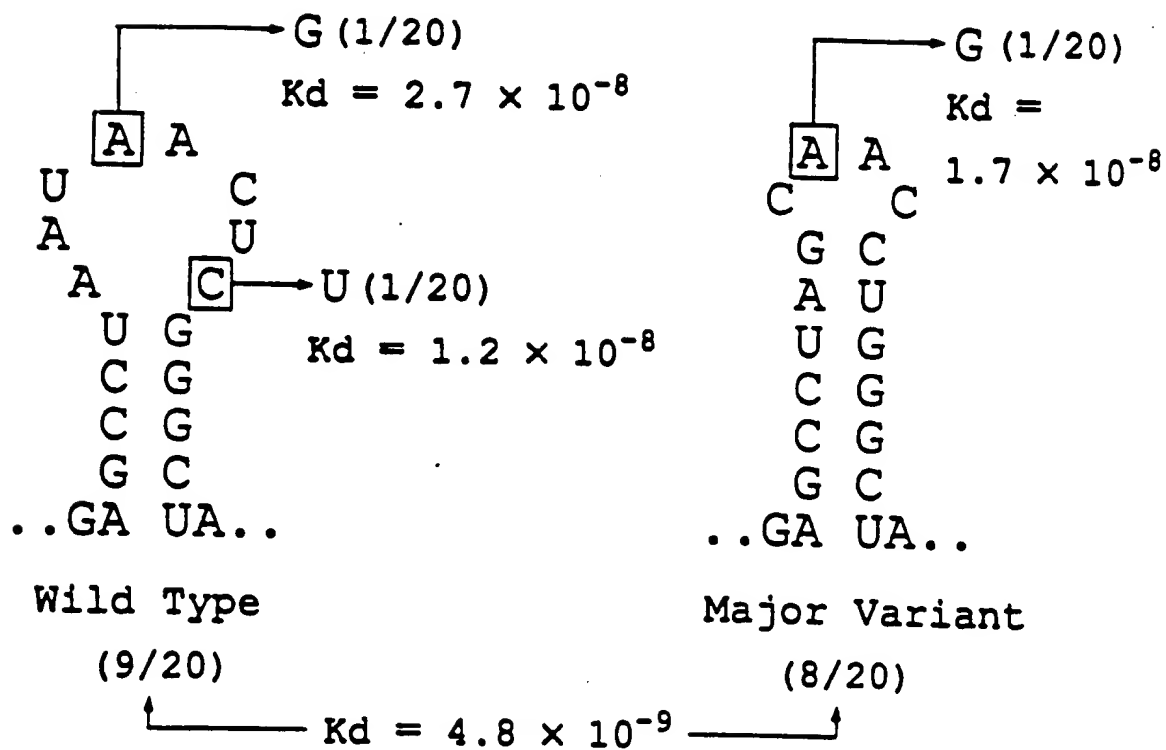 G (1/20)
Kd = 2.7 × 10⁻⁸
A A
U C
A U
A C
U (1/20)
Kd = 1.2 × 10⁻⁸
U G
C G
C G
G C
..GA UA..
Wild Type
(9/20)
G (1/20)
Kd =
1.7 × 10⁻⁸
A A
C C
G C
A U
U G
C G
C G
G C
..GA UA..
Major Variant
(8/20)
Kd = 4.8 × 10⁻⁹